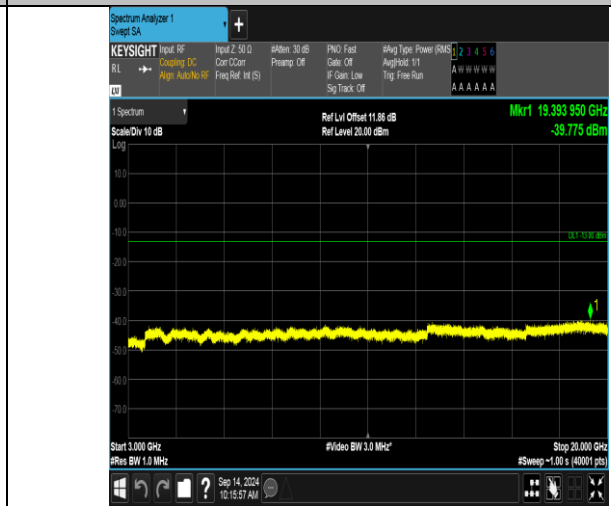 Spectrum Analyzer 1
Swept SA
+
KEYSIGHT
RL
Input: RF
Coupling: DC
Align: Auto/No RF
Input Z: 50 Ω
Corr CCorr
Freq Ref: Int (S)
#Atten: 30 dB
Preamp: Off
PNO: Fast
Gate: Off
IF Gain: Low
Sig Track: Off
#Avg Type: Power (RMS
Avg|Hold: 1/1
Trig: Free Run
1 2 3 4 5 6
A W W W W W
A A A A A A
1 Spectrum
Scale/Div 10 dB
Ref Lvl Offset 11.86 dB
Ref Level 20.00 dBm
Mkr1 19.393 950 GHz
-39.775 dBm
Log
10.0
0.00
-10.0
DL1 -13.00 dBm
-20.0
-30.0
1
-40.0
-50.0
-60.0
-70.0
Start 3.000 GHz
#Res BW 1.0 MHz
#Video BW 3.0 MHz*
Stop 20.000 GHz
#Sweep ~1.00 s (40001 pts)
?
Sep 14, 2024
10:15:57 AM